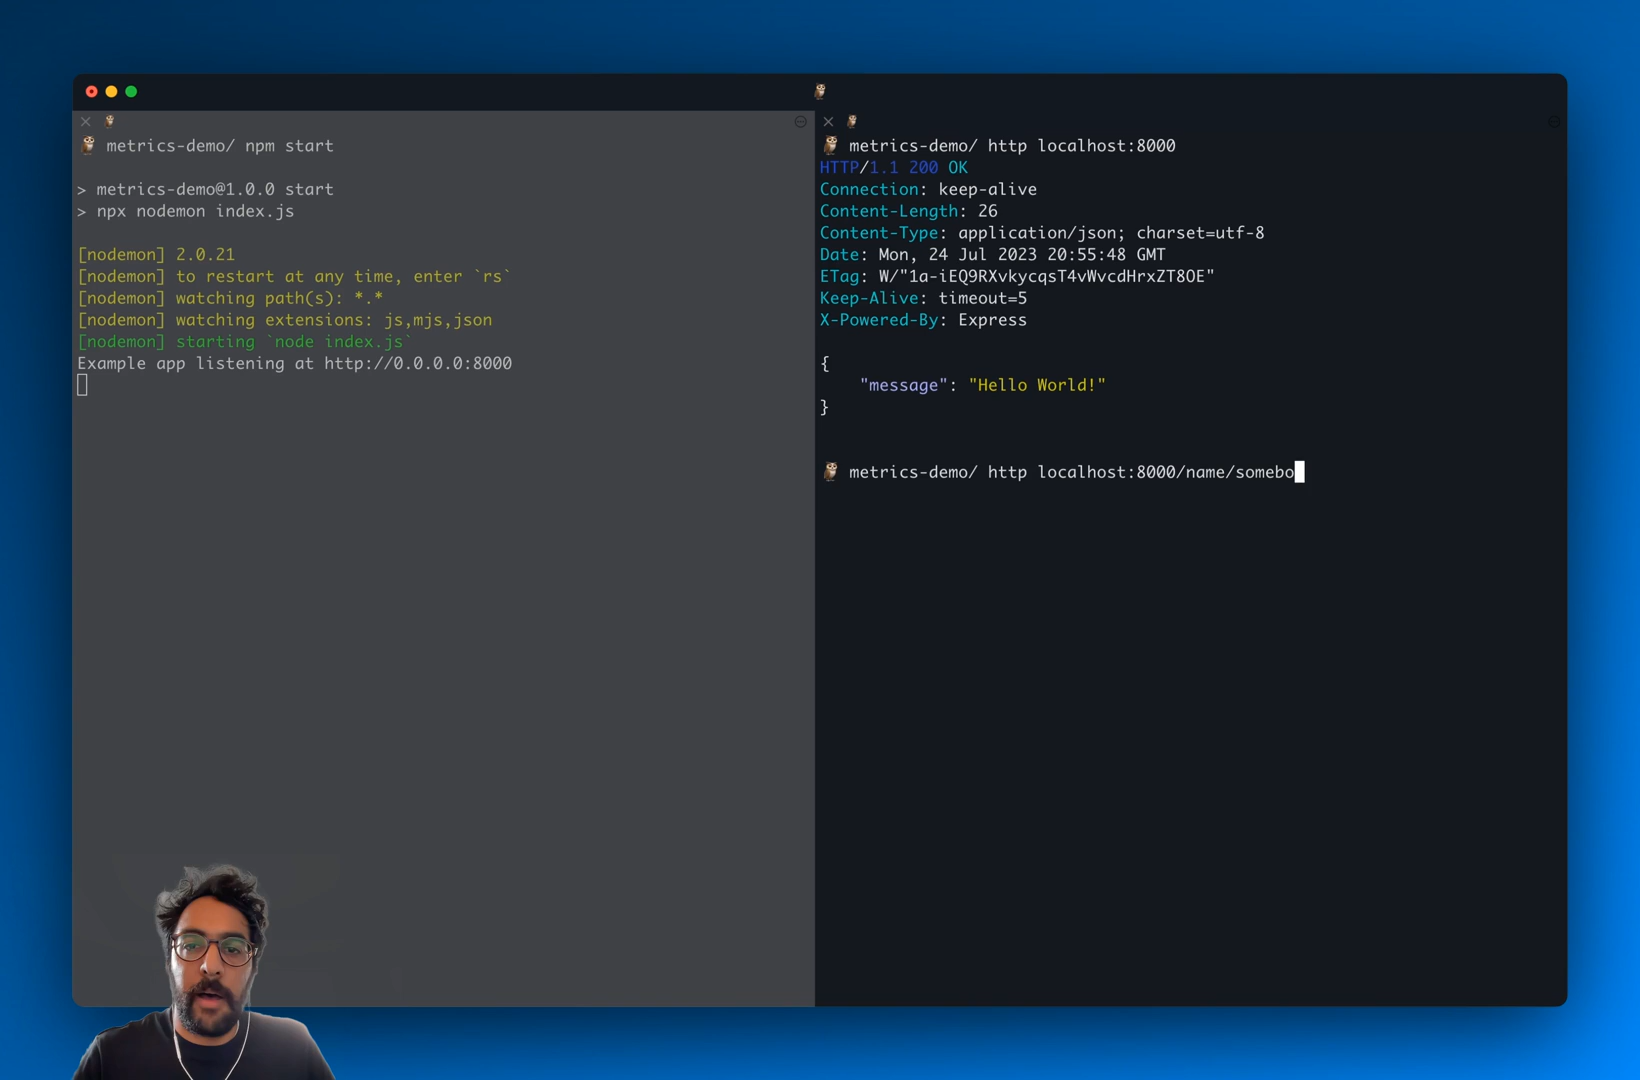 metrics-demo/ npm start
> metrics-demo@1.0.0 start
> npx nodemon index.js
[nodemon] 2.0.21
[nodemon] to restart at any time, enter `rs`
[nodemon] watching path(s): *.*
[nodemon] watching extensions: js,mjs,json
[nodemon] starting `node index.js`
Example app listening at http://0.0.0.0:8000
metrics-demo/ http localhost:8000
HTTP/1.1 200 OK
Connection: keep-alive
Content-Length: 26
Content-Type: application/json; charset=utf-8
Date: Mon, 24 Jul 2023 20:55:48 GMT
ETag: W/"1a-iEQ9RXvkycqsT4vWvcdHrxZT8OE"
Keep-Alive: timeout=5
X-Powered-By: Express
{
"message": "Hello World!"
}
metrics-demo/ http localhost:8000/name/somebo